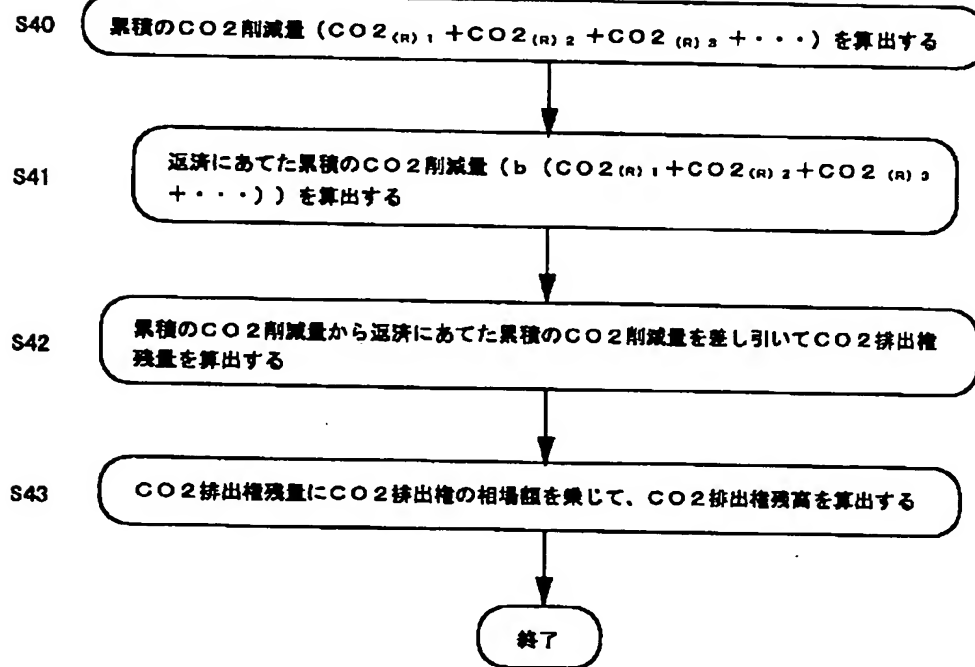 S40 累積のCO2削減量（CO2(R)1＋CO2(R)2＋CO2(R)3＋・・・）を算出する
S41 返済にあてた累積のCO2削減量（b（CO2(R)1＋CO2(R)2＋CO2(R)3
＋・・・））を算出する
S42 累積のCO2削減量から返済にあてた累積のCO2削減量を差し引いてCO2排出権
残量を算出する
S43 CO2排出権残量にCO2排出権の相場額を乗じて、CO2排出権残高を算出する
終了